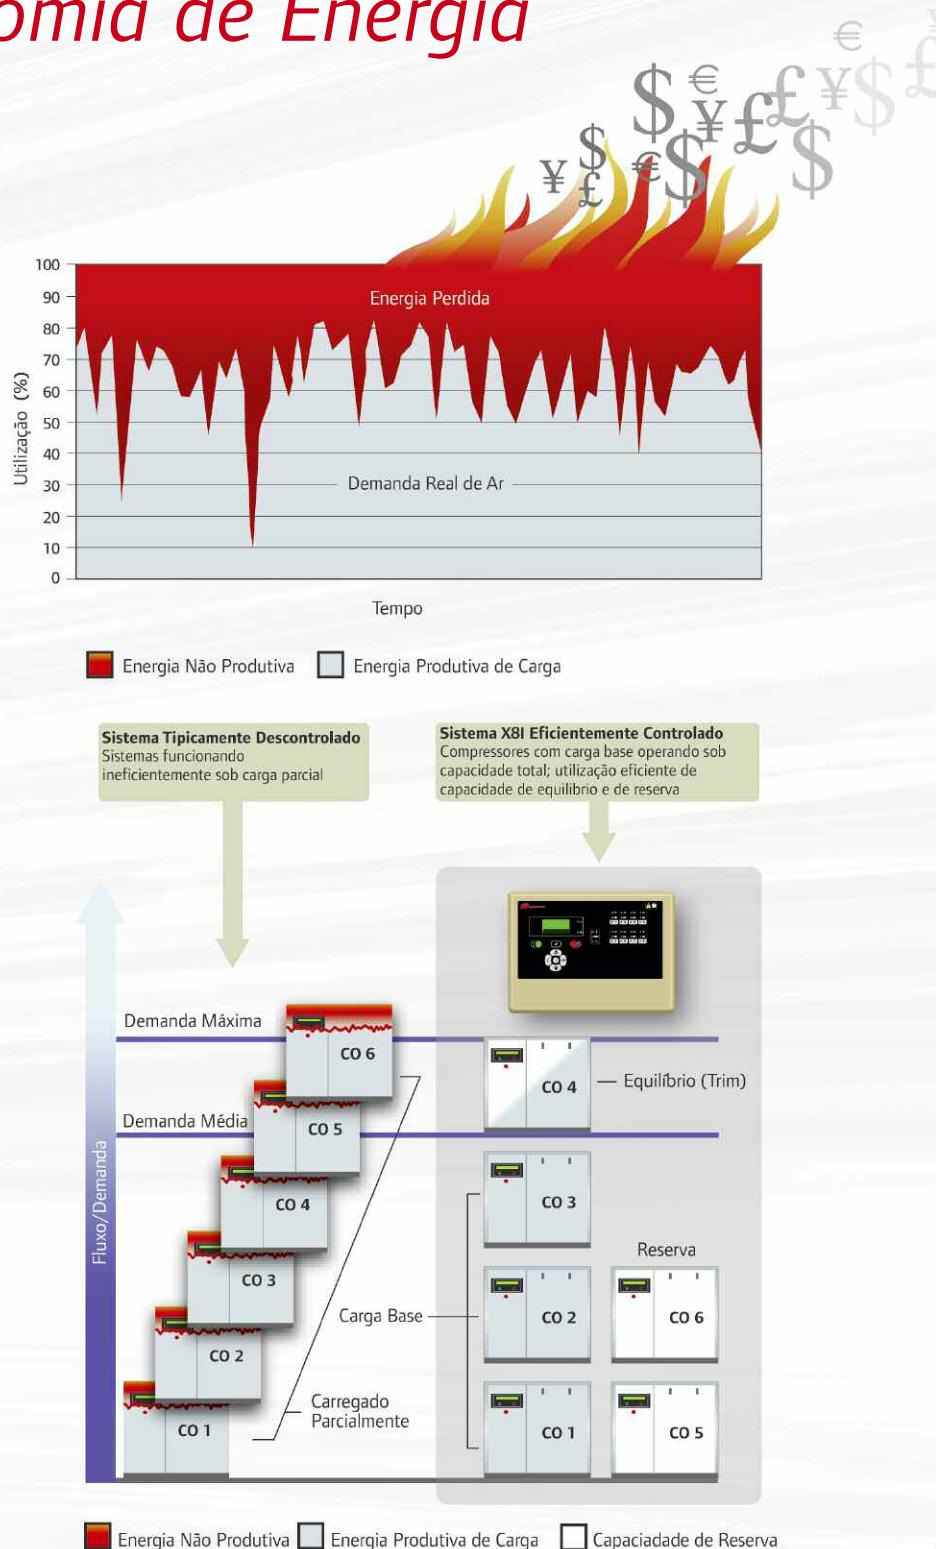 omia de Energia
$ € ¥ £ £ ¥ $ £
¥ $ £ € $ $
100
90
80
70
60
50
40
30
20
10
0
Utilização (%)
Energia Perdida
Demanda Real de Ar
Tempo
Energia Não Produtiva
Energia Produtiva de Carga
Sistema Tipicamente Descontrolado
Sistemas funcionando
ineficientemente sob carga parcial
Sistema X8I Eficientemente Controlado
Compressores com carga base operando sob
capacidade total; utilização eficiente de
capacidade de equilíbrio e de reserva
Fluxo/Demanda
Demanda Máxima
Demanda Média
CO 6
CO 5
CO 4
CO 3
CO 2
CO 1
Carregado
Parcialmente
CO 4
Equilíbrio (Trim)
CO 3
Reserva
Carga Base
CO 2
CO 6
CO 1
CO 5
Energia Não Produtiva
Energia Produtiva de Carga
Capaciadade de Reserva